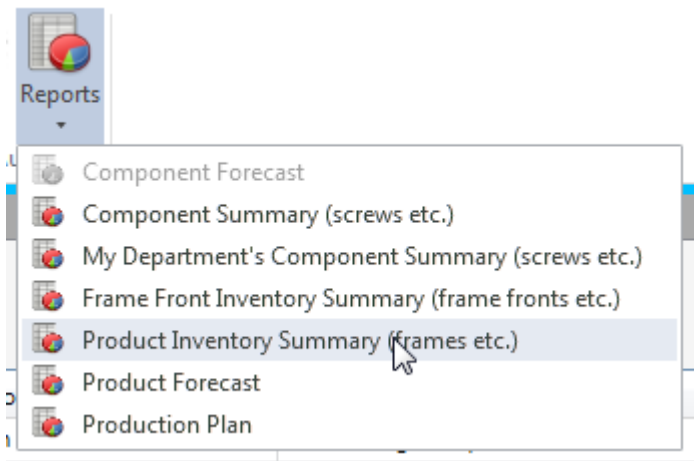 Reports
Component Forecast
Component Summary (screws etc.)
My Department's Component Summary (screws etc.)
Frame Front Inventory Summary (frame fronts etc.)
Product Inventory Summary (frames etc.)
Product Forecast
Production Plan